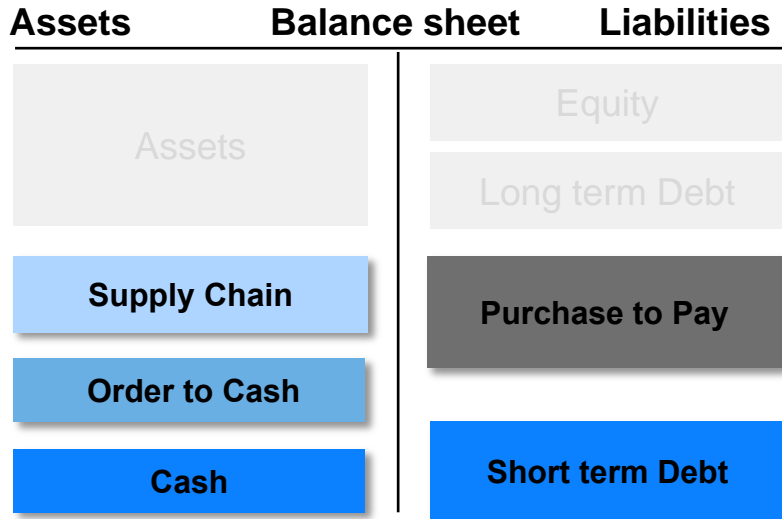 Assets Balance sheet Liabilities
Assets
Equity
Long term Debt
Supply Chain
Purchase to Pay
Order to Cash
Cash
Short term Debt